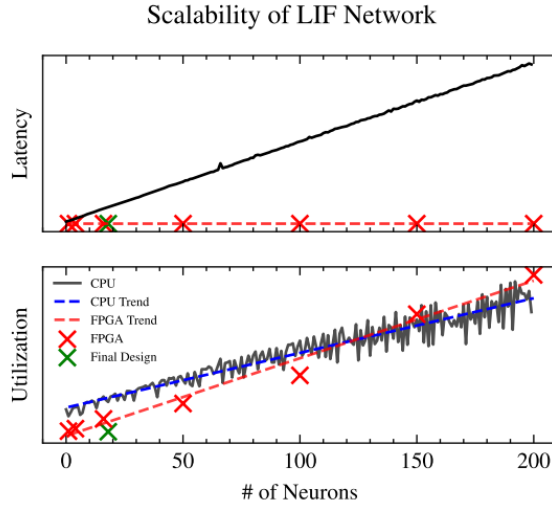 Scalability of LIF Network
Latency
Utilization
CPU
CPU Trend
FPGA Trend
FPGA
Final Design
0 50 100 150 200
# of Neurons